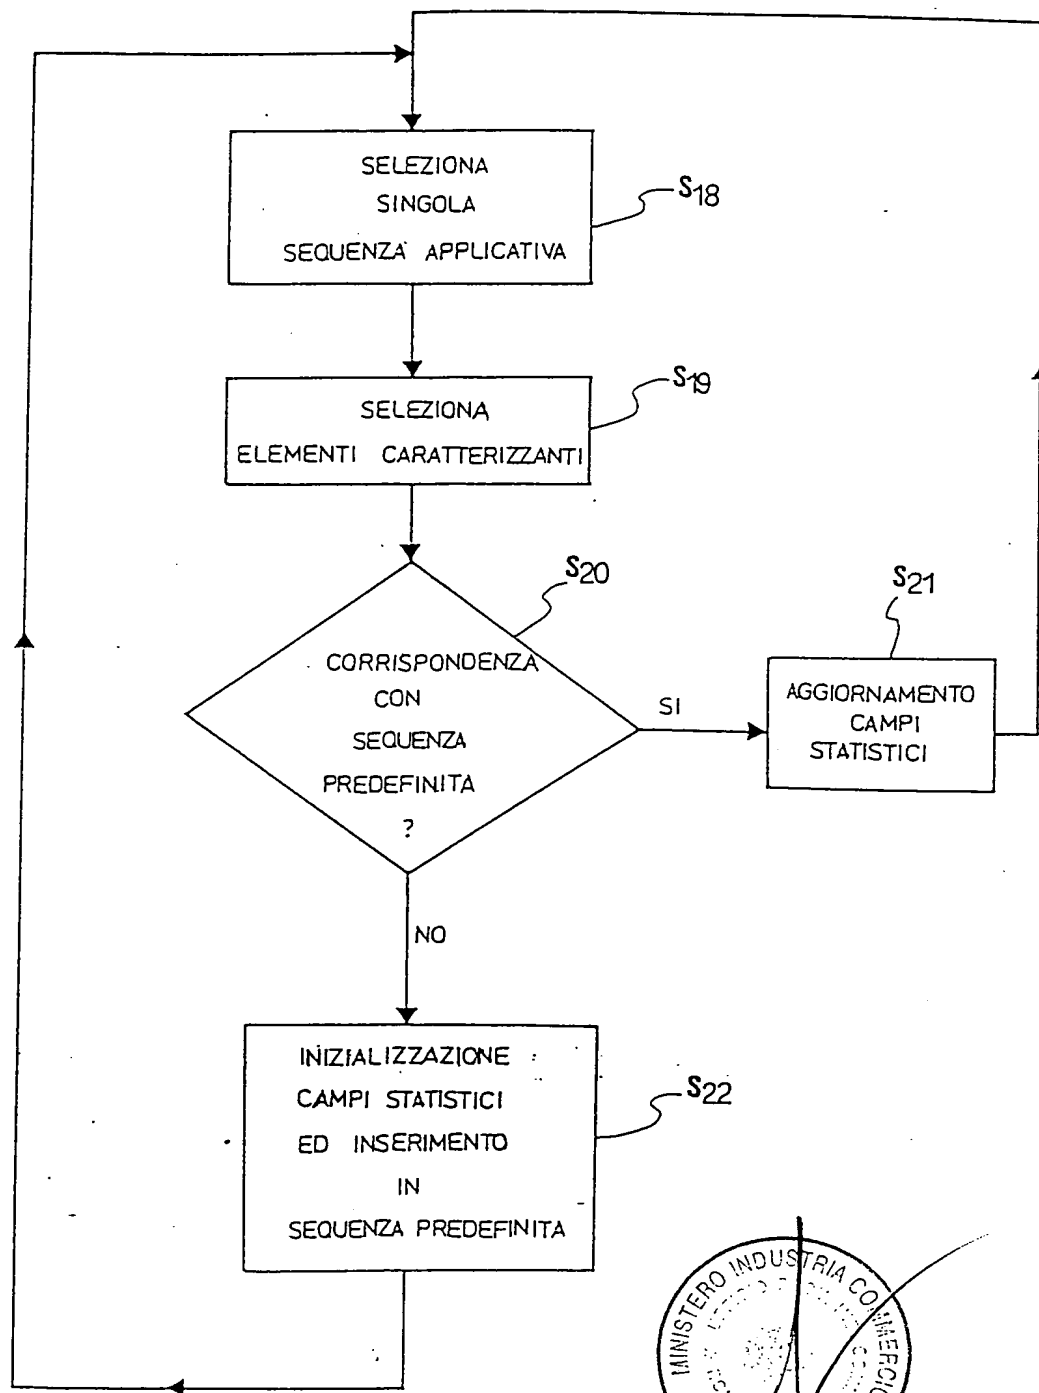 SELEZIONA
SINGOLA
SEQUENZA APPLICATIVA
S18
SELEZIONA
ELEMENTI CARATTERIZZANTI
S19
CORRISPONDENZA
CON
SEQUENZA
PREDEFINITA
?
S20
SI
AGGIORNAMENTO
CAMPI
STATISTICI
S21
NO
INIZIALIZZAZIONE
CAMPI STATISTICI
ED INSERIMENTO
IN
SEQUENZA PREDEFINITA
S22
MINISTERO INDUSTRIA COMMERCIO